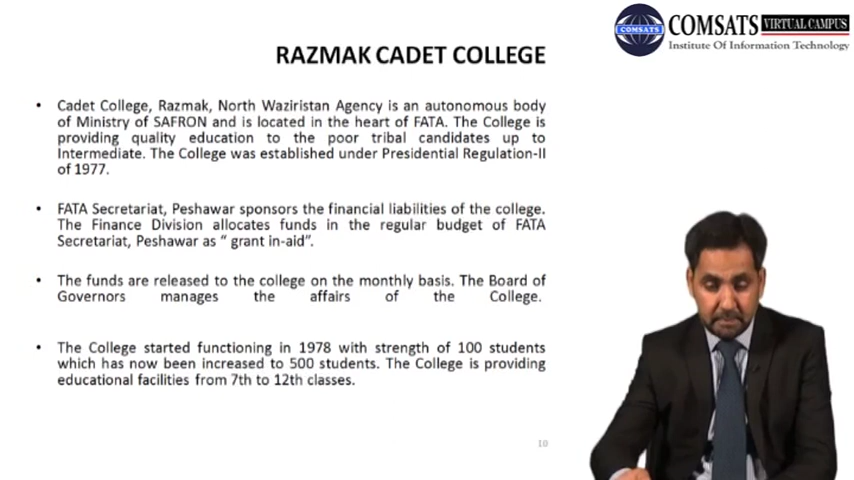 COMSATS
COMSATS VIRTUAL CAMPUS
Institute Of Information Technology
RAZMAK CADET COLLEGE
• Cadet College, Razmak, North Waziristan Agency is an autonomous body
of Ministry of SAFRON and is located in the heart of FATA. The College is
providing quality education to the poor tribal candidates up to
Intermediate. The College was established under Presidential Regulation-II
of 1977.
• FATA Secretariat, Peshawar sponsors the financial liabilities of the college.
The Finance Division allocates funds in the regular budget of FATA
Secretariat, Peshawar as “ grant in-aid”.
• The funds are released to the college on the monthly basis. The Board of
Governors manages the affairs of the College.
• The College started functioning in 1978 with strength of 100 students
which has now been increased to 500 students. The College is providing
educational facilities from 7th to 12th classes.
10